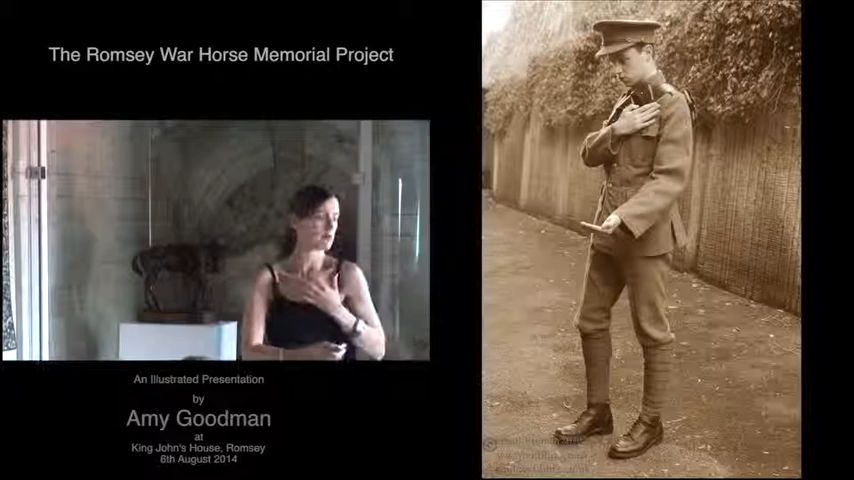 The Romsey War Horse Memorial Project
An Illustrated Presentation
by
Amy Goodman
at
King John's House, Romsey
6th August 2014